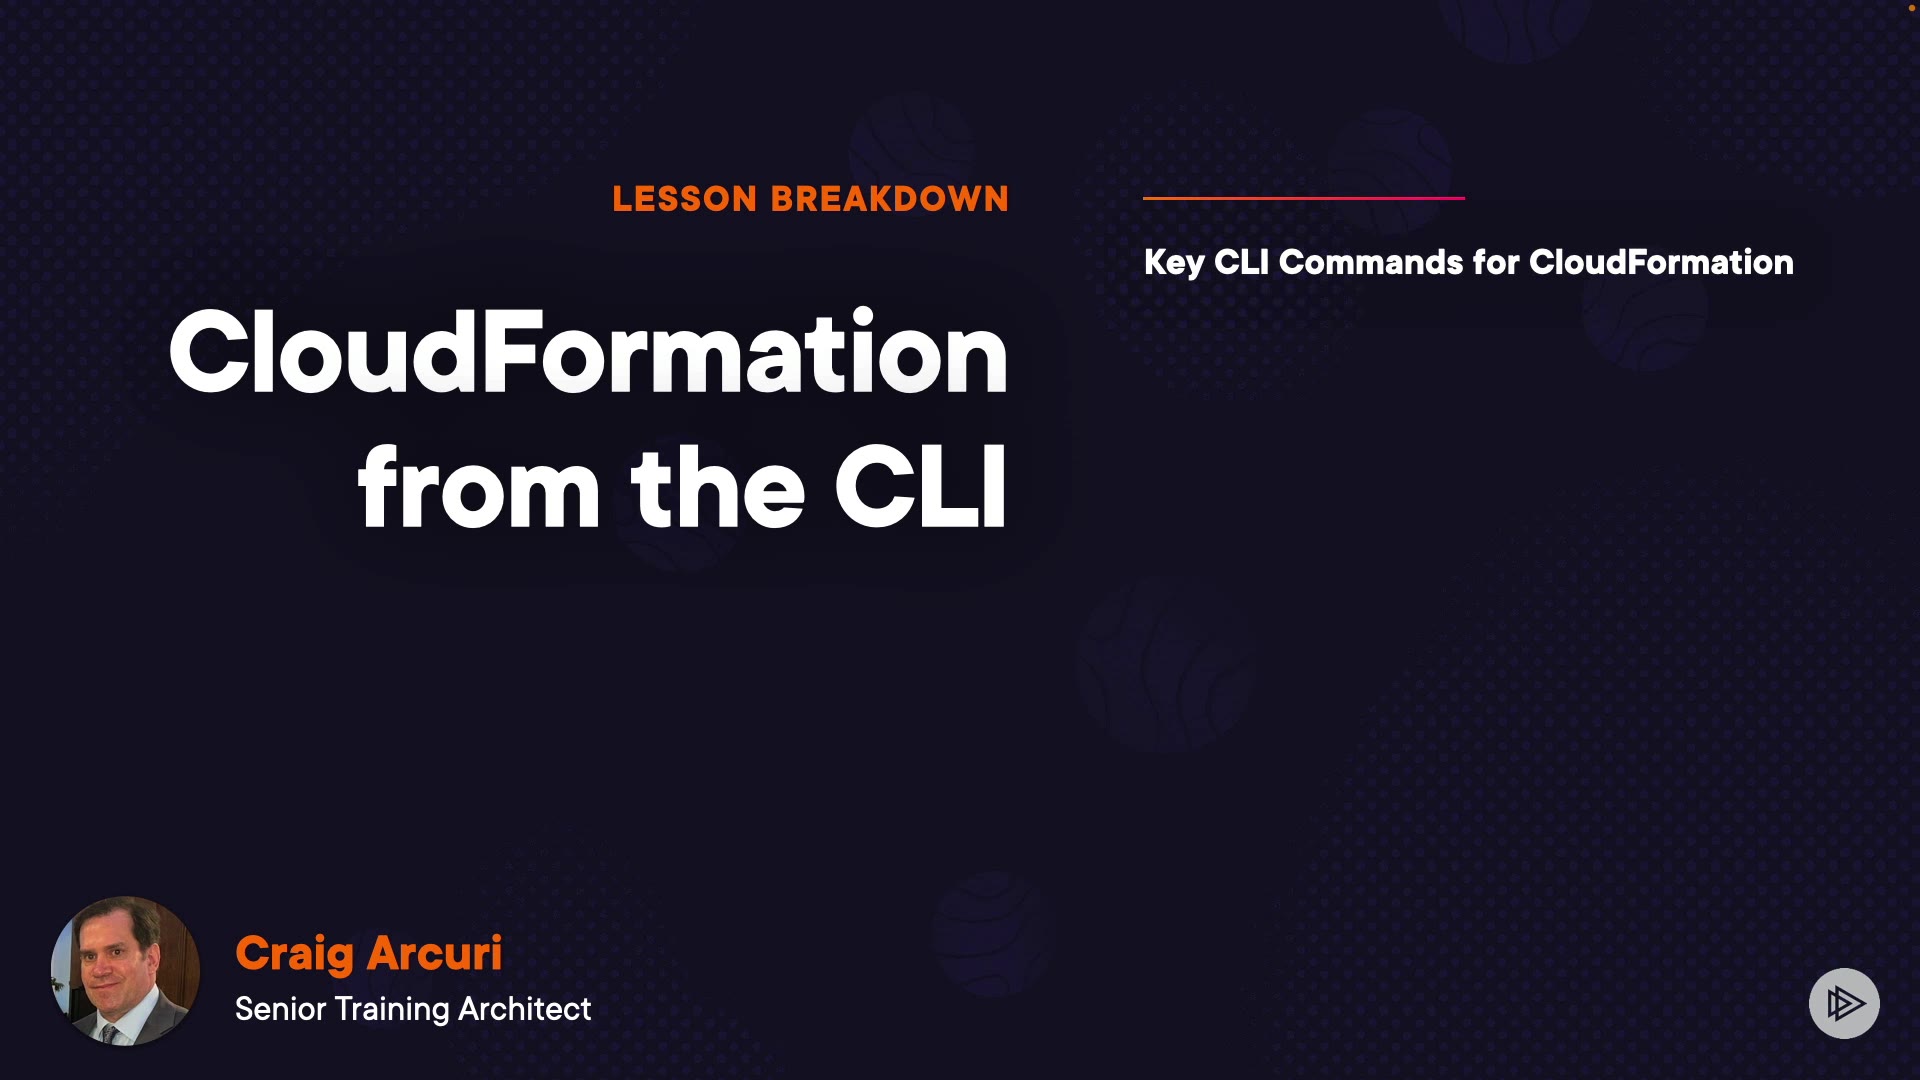 LESSON BREAKDOWN
CloudFormation
from the CLI
Key CLI Commands for CloudFormation
Craig Arcuri
Senior Training Architect